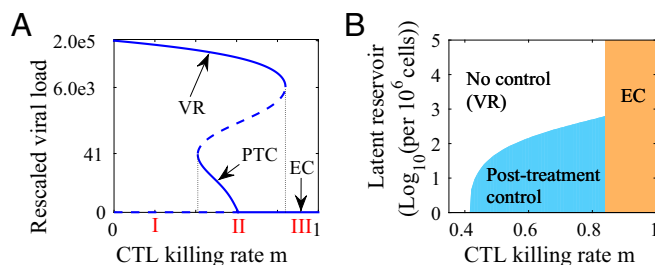 A
Rescaled viral load
2.0e5
6.0e3
41
0
VR
PTC
EC
0 I II III 1
CTL killing rate m
B
Latent reservoir
(Log10(per 10^6 cells))
5
4
3
2
1
0
No control
(VR)
EC
Post-treatment
control
0.4 0.6 0.8 1
CTL killing rate m